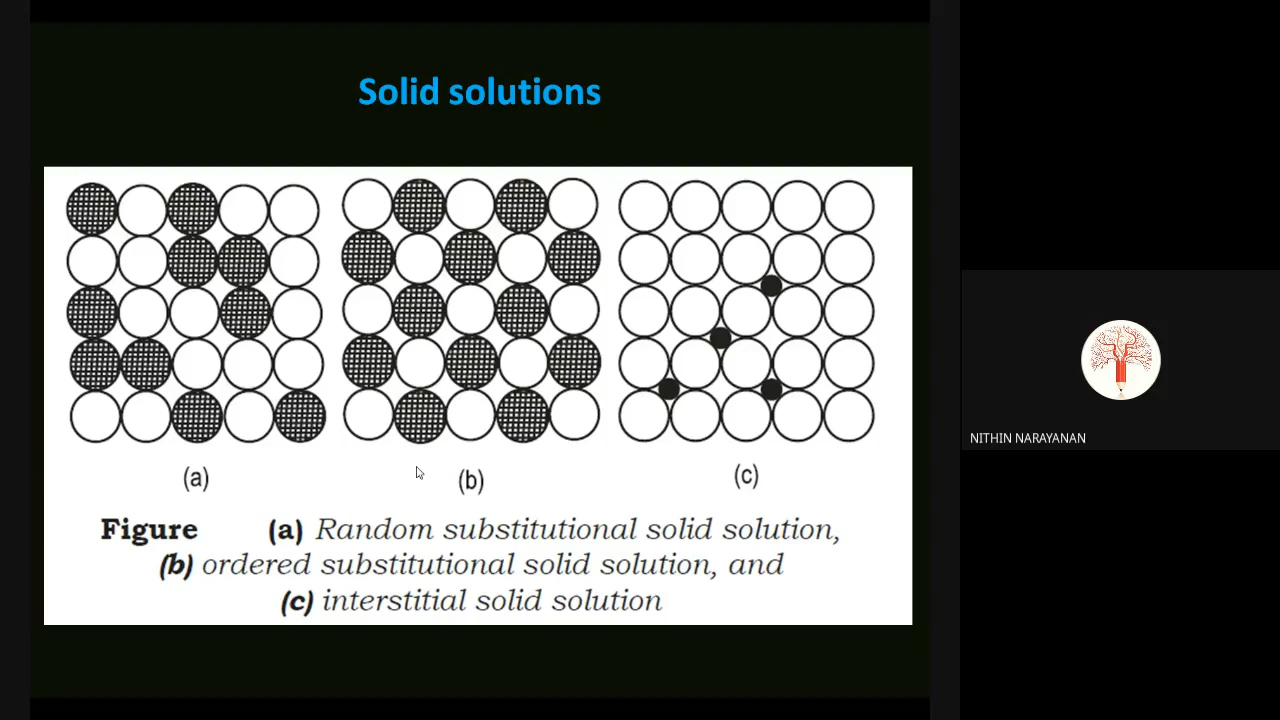 Solid solutions
(a)
(b)
(c)
Figure (a) Random substitutional solid solution,
(b) ordered substitutional solid solution, and
(c) interstitial solid solution
NITHIN NARAYANAN